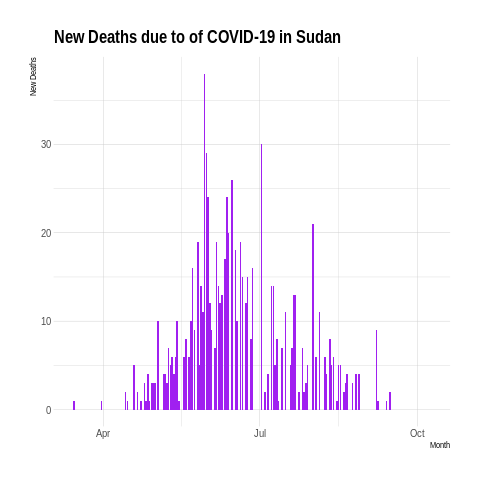 New Deaths due to of COVID-19 in Sudan
New Deaths
30
20
10
0
Apr
Jul
Oct
Month